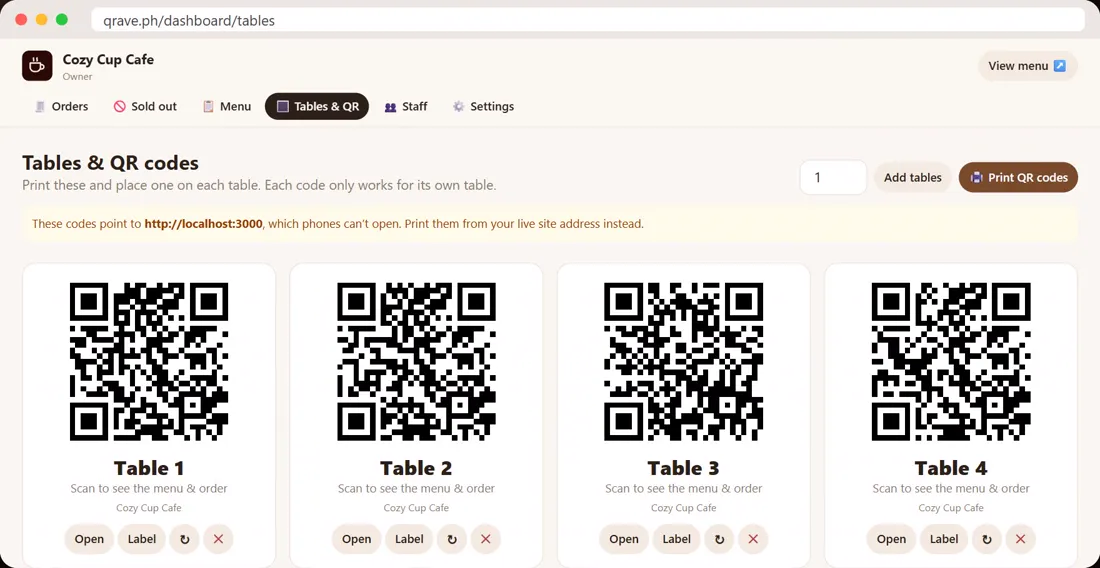 qrave.ph/dashboard/tables
Cozy Cup Cafe
Owner
View menu
Orders
Sold out
Menu
Tables & QR
Staff
Settings
Tables & QR codes
Print these and place one on each table. Each code only works for its own table.
1
Add tables
Print QR codes
These codes point to http://localhost:3000, which phones can't open. Print them from your live site address instead.
Table 1
Scan to see the menu & order
Cozy Cup Cafe
Open Label ↻ ✕
Table 2
Scan to see the menu & order
Cozy Cup Cafe
Open Label ↻ ✕
Table 3
Scan to see the menu & order
Cozy Cup Cafe
Open Label ↻ ✕
Table 4
Scan to see the menu & order
Cozy Cup Cafe
Open Label ↻ ✕